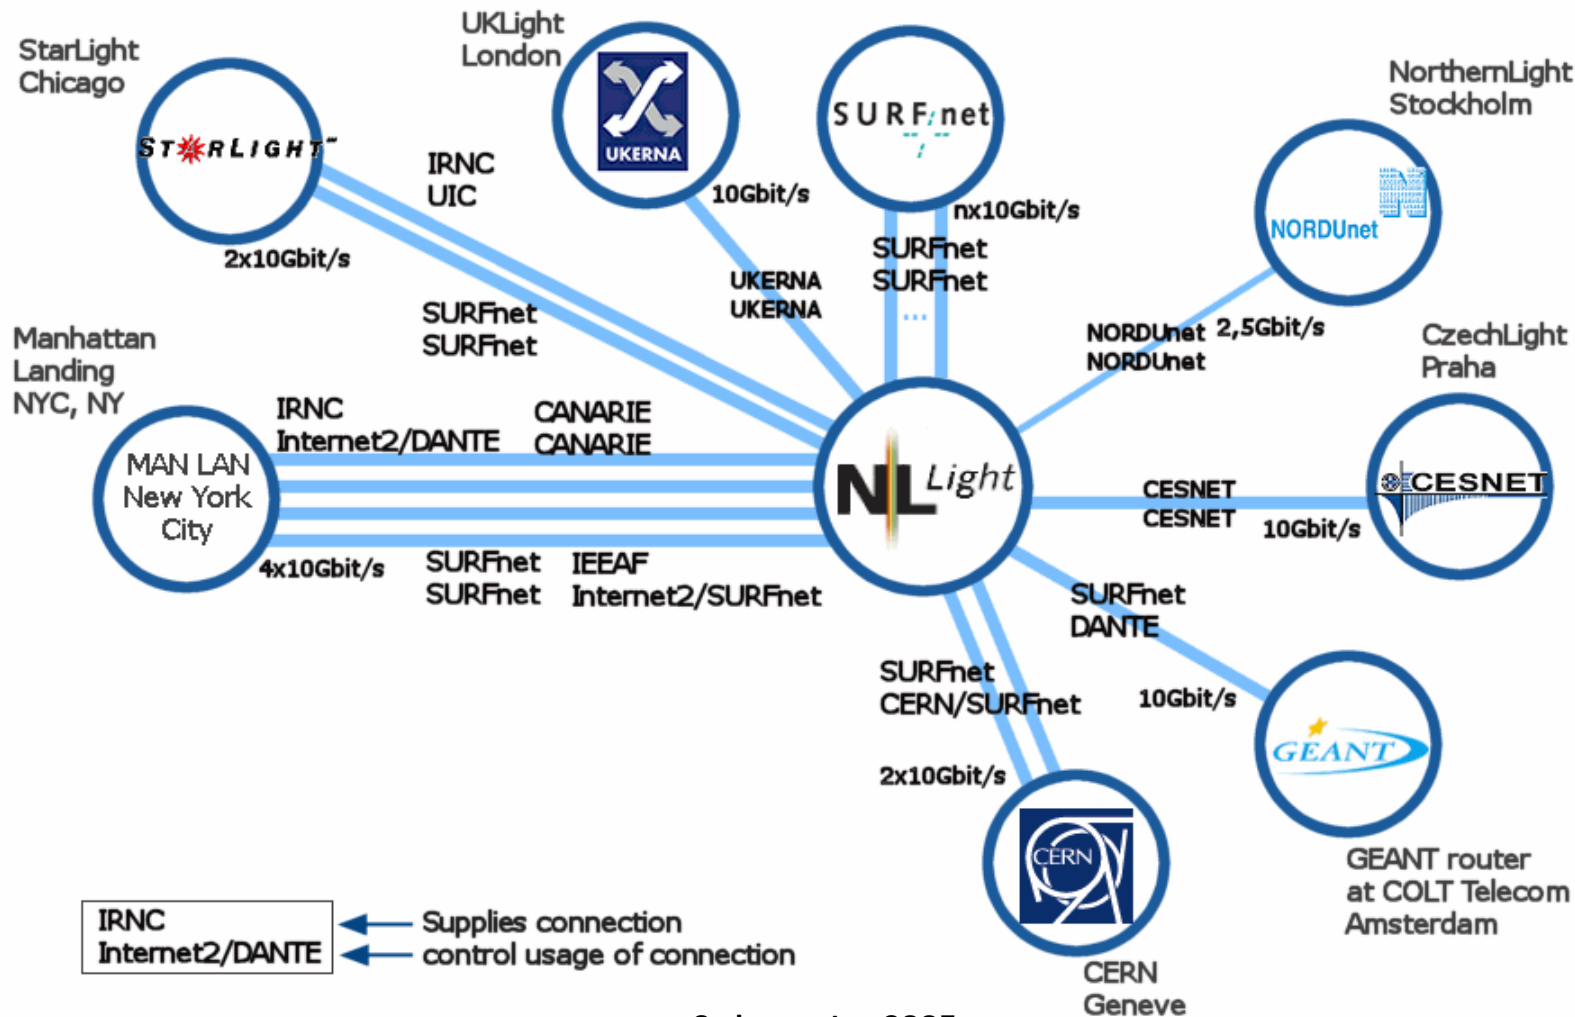 StarLight
Chicago
STARLIGHT™
2x10Gbit/s
IRNC
UIC
SURFnet
SURFnet
UKLight
London
UKERNA
10Gbit/s
UKERNA
UKERNA
SURFnet
nx10Gbit/s
SURFnet
SURFnet
...
NorthernLight
Stockholm
N
NORDUnet
2,5Gbit/s
NORDUnet
NORDUnet
CzechLight
Praha
CESNET
10Gbit/s
CESNET
CESNET
Manhattan
Landing
NYC, NY
MAN LAN
New York
City
4x10Gbit/s
IRNC
Internet2/DANTE
CANARIE
CANARIE
SURFnet
SURFnet
IEEAF
Internet2/SURFnet
NL Light
SURFnet
DANTE
10Gbit/s
GEANT
GEANT router
at COLT Telecom
Amsterdam
SURFnet
CERN/SURFnet
2x10Gbit/s
CERN
CERN
Geneve
IRNC
Internet2/DANTE
Supplies connection
control usage of connection